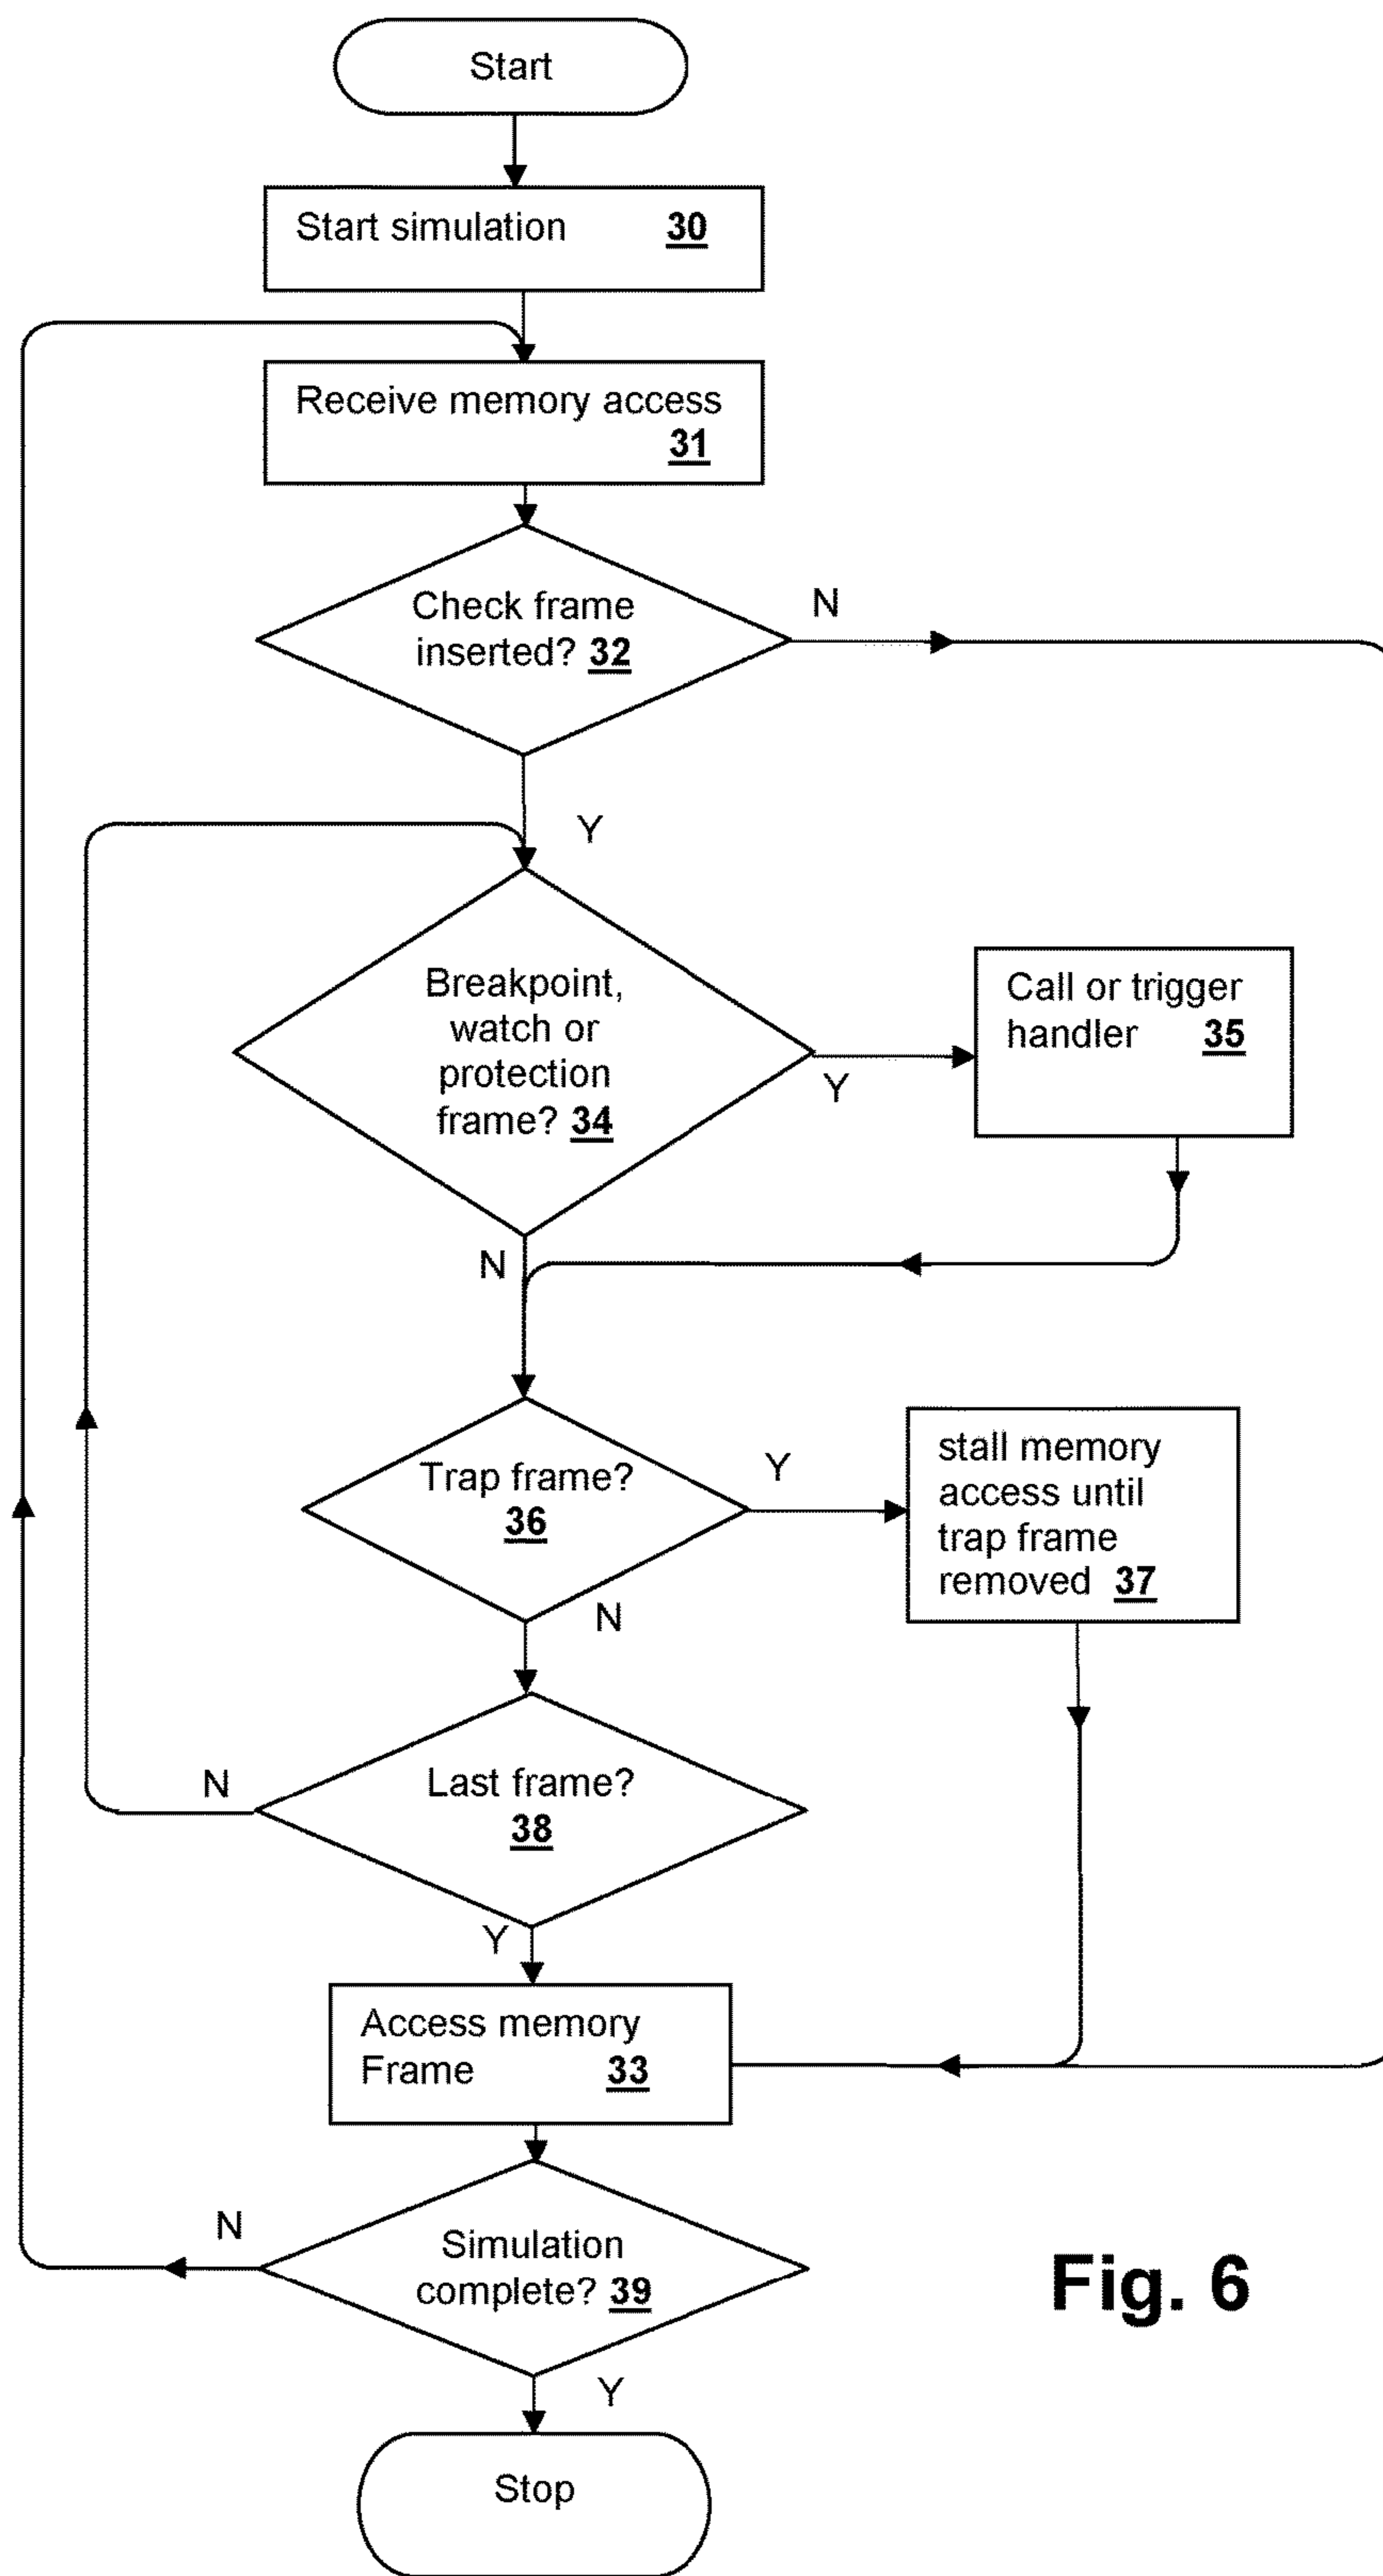 Start
Start simulation 30
Receive memory access
31
Check frame
inserted? 32
N
Y
Breakpoint,
watch or
protection
frame? 34
Y
Call or trigger
handler 35
N
Trap frame?
36
Y
stall memory
access until
trap frame
removed 37
N
Last frame?
38
N
Y
Access memory
Frame 33
Simulation
complete? 39
N
Y
Stop
Fig. 6